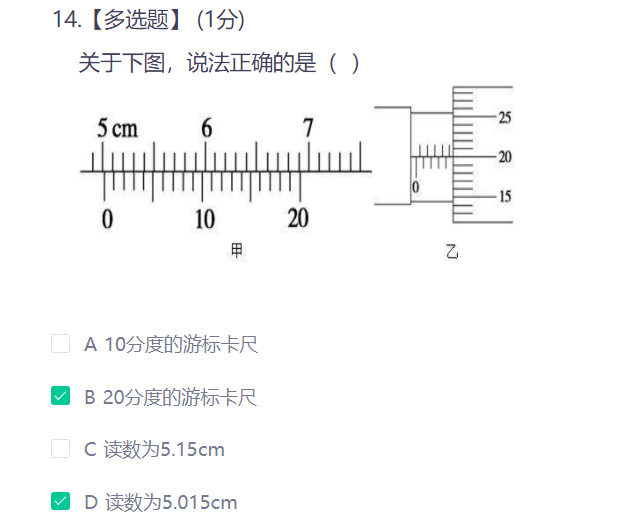 14.【多选题】 (1分)
关于下图，说法正确的是（ ）
5 cm 6 7
0 10 20
甲
25
20
15
0
乙
A 10分度的游标卡尺
B 20分度的游标卡尺
C 读数为5.15cm
D 读数为5.015cm